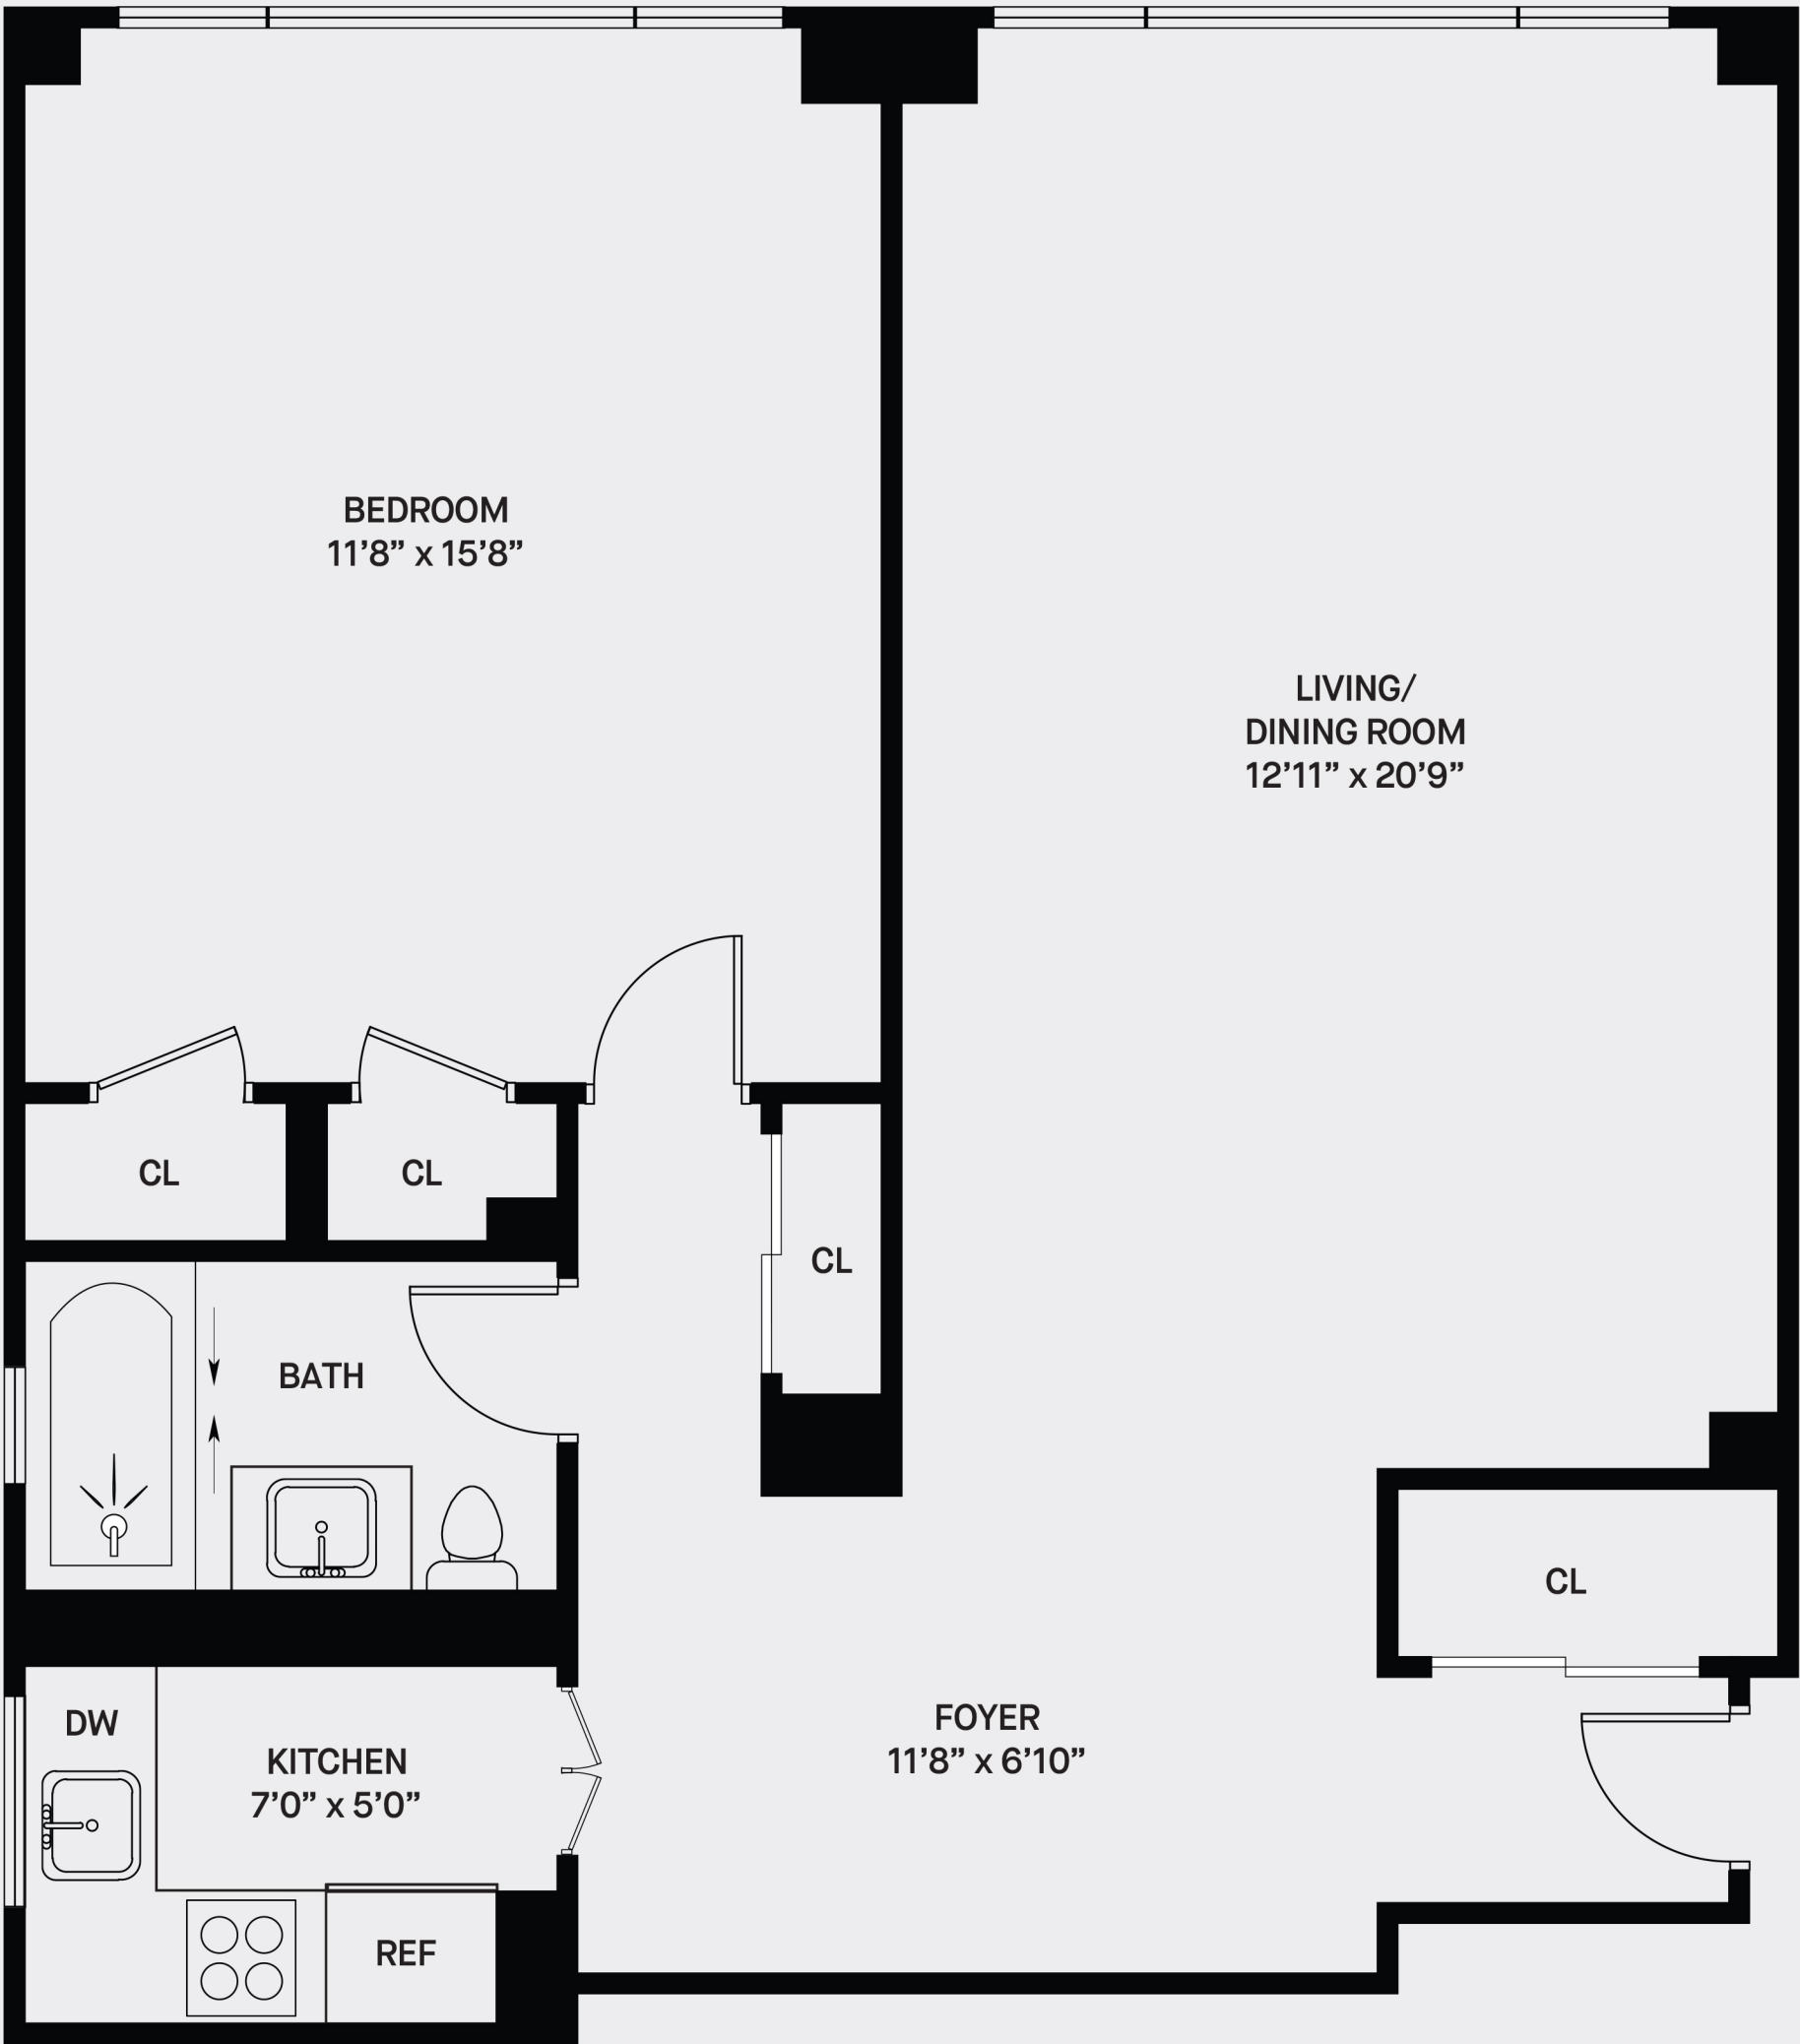 BEDROOM
11’8” x 15’8”
LIVING/
DINING ROOM
12’11” x 20’9”
CL
CL
CL
BATH
CL
DW
KITCHEN
7’0” x 5’0”
FOYER
11’8” x 6’10”
REF